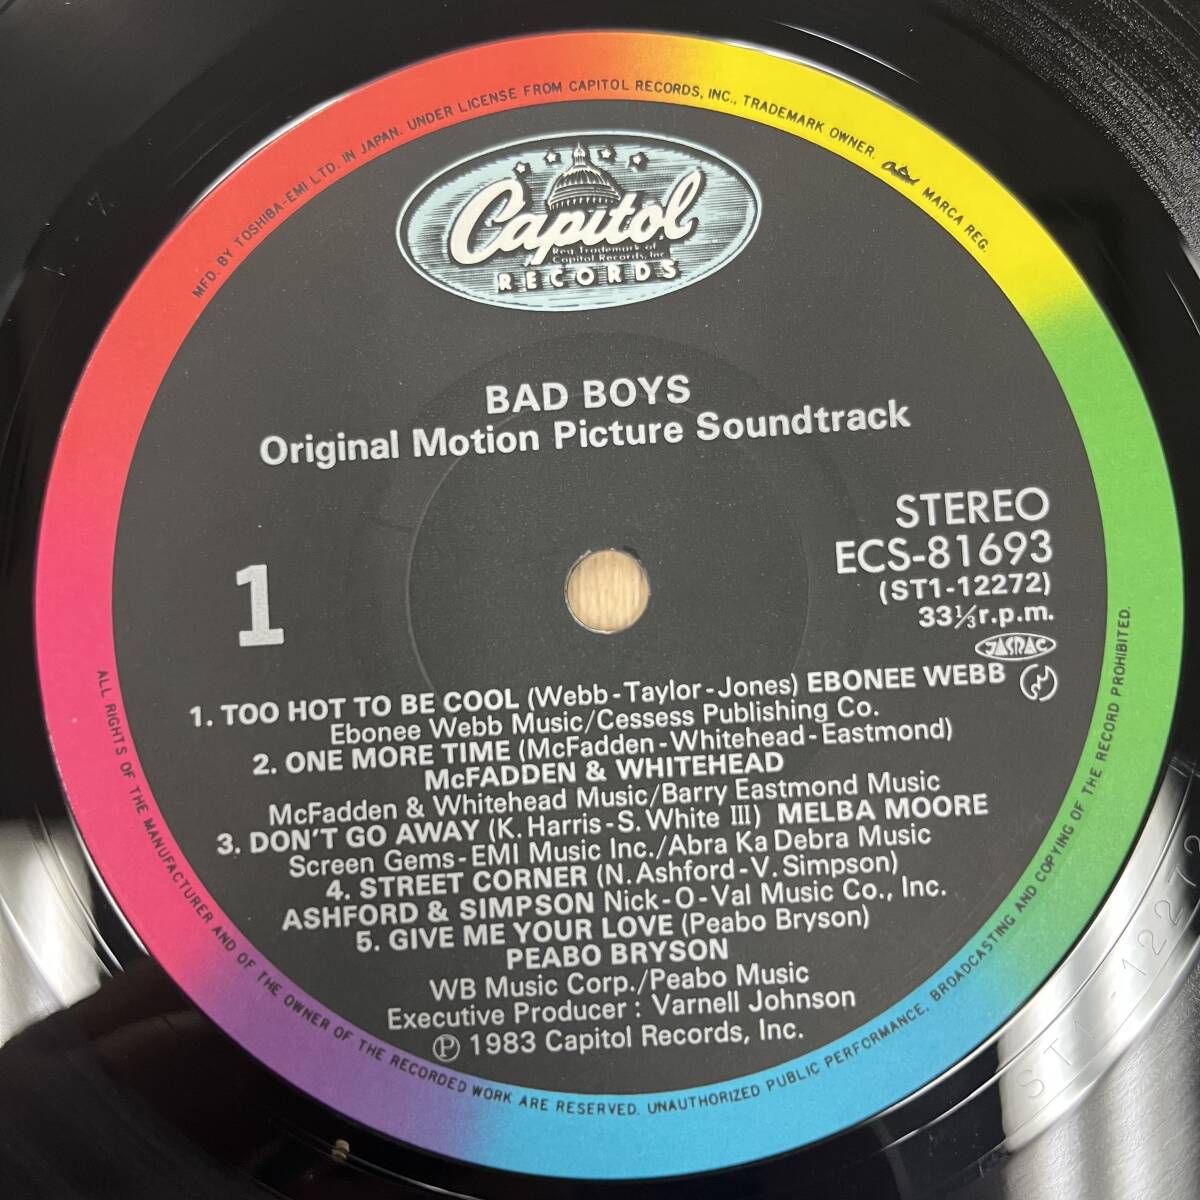 MFD. BY TOSHIBA-EMI LTD. IN JAPAN. UNDER LICENSE FROM CAPITOL RECORDS, INC., TRADEMARK OWNER. Capitol MARCA REG.
Capitol
Reg. Trademark of
Capitol Records, Inc.
RECORDS
BAD BOYS
Original Motion Picture Soundtrack
STEREO
ECS-81693
(ST1-12272)
33⅓r.p.m.
1
JASRAC
1. TOO HOT TO BE COOL (Webb-Taylor-Jones) EBONEE WEBB
Ebonee Webb Music/Cessess Publishing Co.
2. ONE MORE TIME (McFadden-Whitehead-Eastmond)
McFADDEN & WHITEHEAD
McFadden & Whitehead Music/Barry Eastmond Music
3. DON'T GO AWAY (K. Harris-S. White III) MELBA MOORE
Screen Gems-EMI Music Inc./Abra Ka Debra Music
4. STREET CORNER (N. Ashford-V. Simpson)
ASHFORD & SIMPSON Nick-O-Val Music Co., Inc.
5. GIVE ME YOUR LOVE (Peabo Bryson)
PEABO BRYSON
WB Music Corp./Peabo Music
Executive Producer : Varnell Johnson
℗ 1983 Capitol Records, Inc.
ALL RIGHTS OF THE MANUFACTURER AND OF THE OWNER OF THE RECORDED WORK ARE RESERVED. UNAUTHORIZED PUBLIC PERFORMANCE, BROADCASTING AND COPYING OF THE RECORD PROHIBITED.
ST1-12272